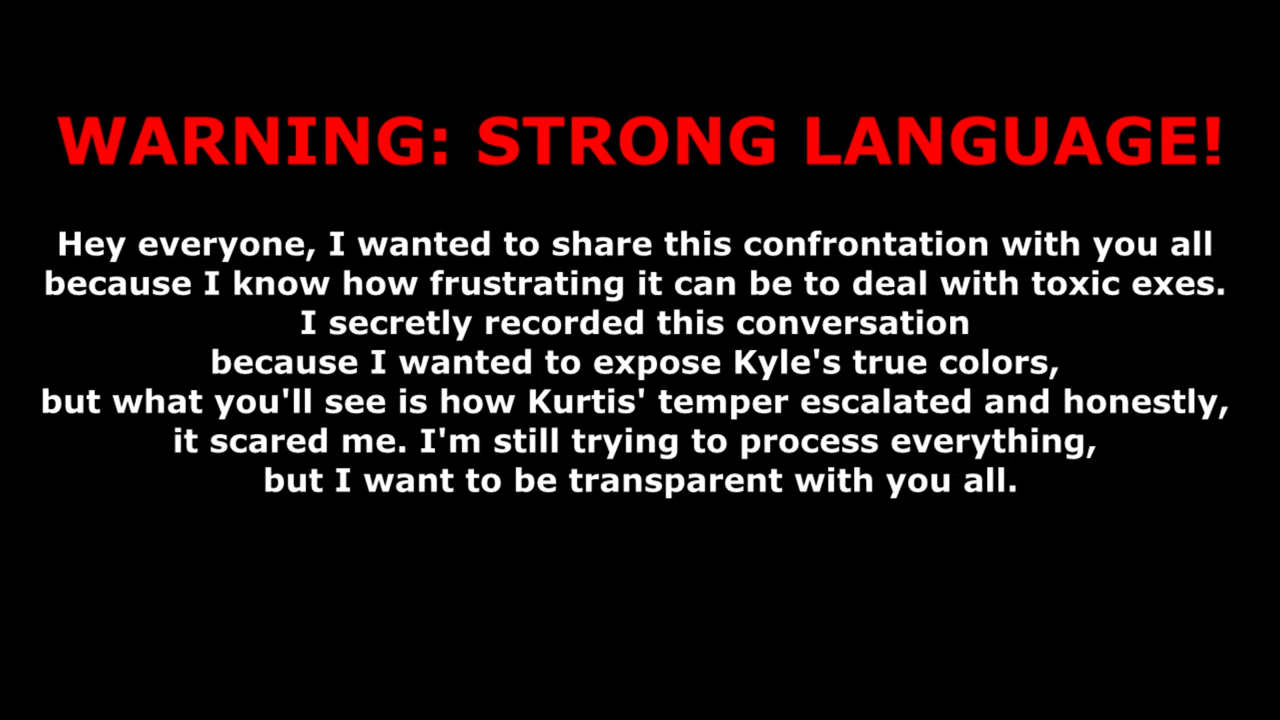 WARNING: STRONG LANGUAGE!
Hey everyone, I wanted to share this confrontation with you all
because I know how frustrating it can be to deal with toxic exes.
I secretly recorded this conversation
because I wanted to expose Kyle's true colors,
but what you'll see is how Kurtis' temper escalated and honestly,
it scared me. I'm still trying to process everything,
but I want to be transparent with you all.